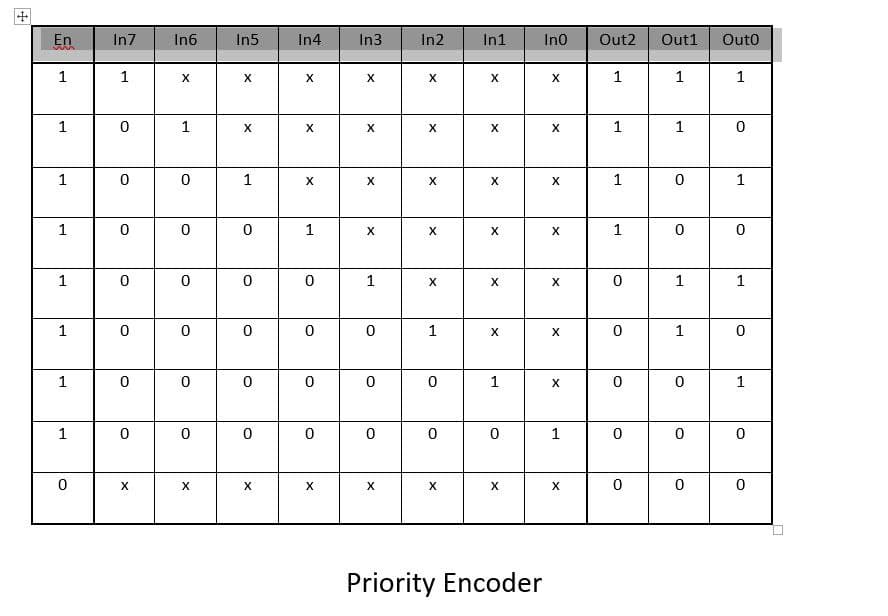 En In7 In6 In5 In4 In3 In2 In1 In0 Out2 Out1 Out0
1 1 x x x x x x x 1 1 1
1 0 1 x x x x x x 1 1 0
1 0 0 1 x x x x x 1 0 1
1 0 0 0 1 x x x x 1 0 0
1 0 0 0 0 1 x x x 0 1 1
1 0 0 0 0 0 1 x x 0 1 0
1 0 0 0 0 0 0 1 x 0 0 1
1 0 0 0 0 0 0 0 1 0 0 0
0 x x x x x x x x 0 0 0
Priority Encoder